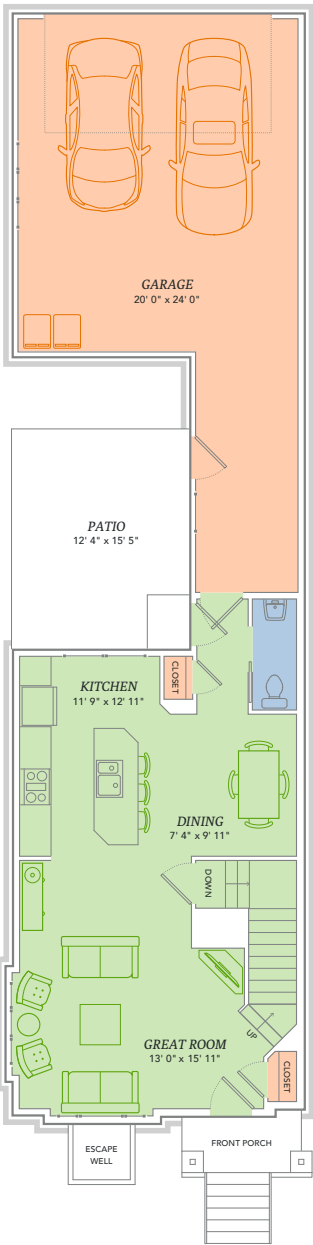 GARAGE
20' 0" x 24' 0"
PATIO
12' 4" x 15' 5"
KITCHEN
11' 9" x 12' 11"
CLOSET
DINING
7' 4" x 9' 11"
DOWN
UP
GREAT ROOM
13' 0" x 15' 11"
CLOSET
ESCAPE
WELL
FRONT PORCH